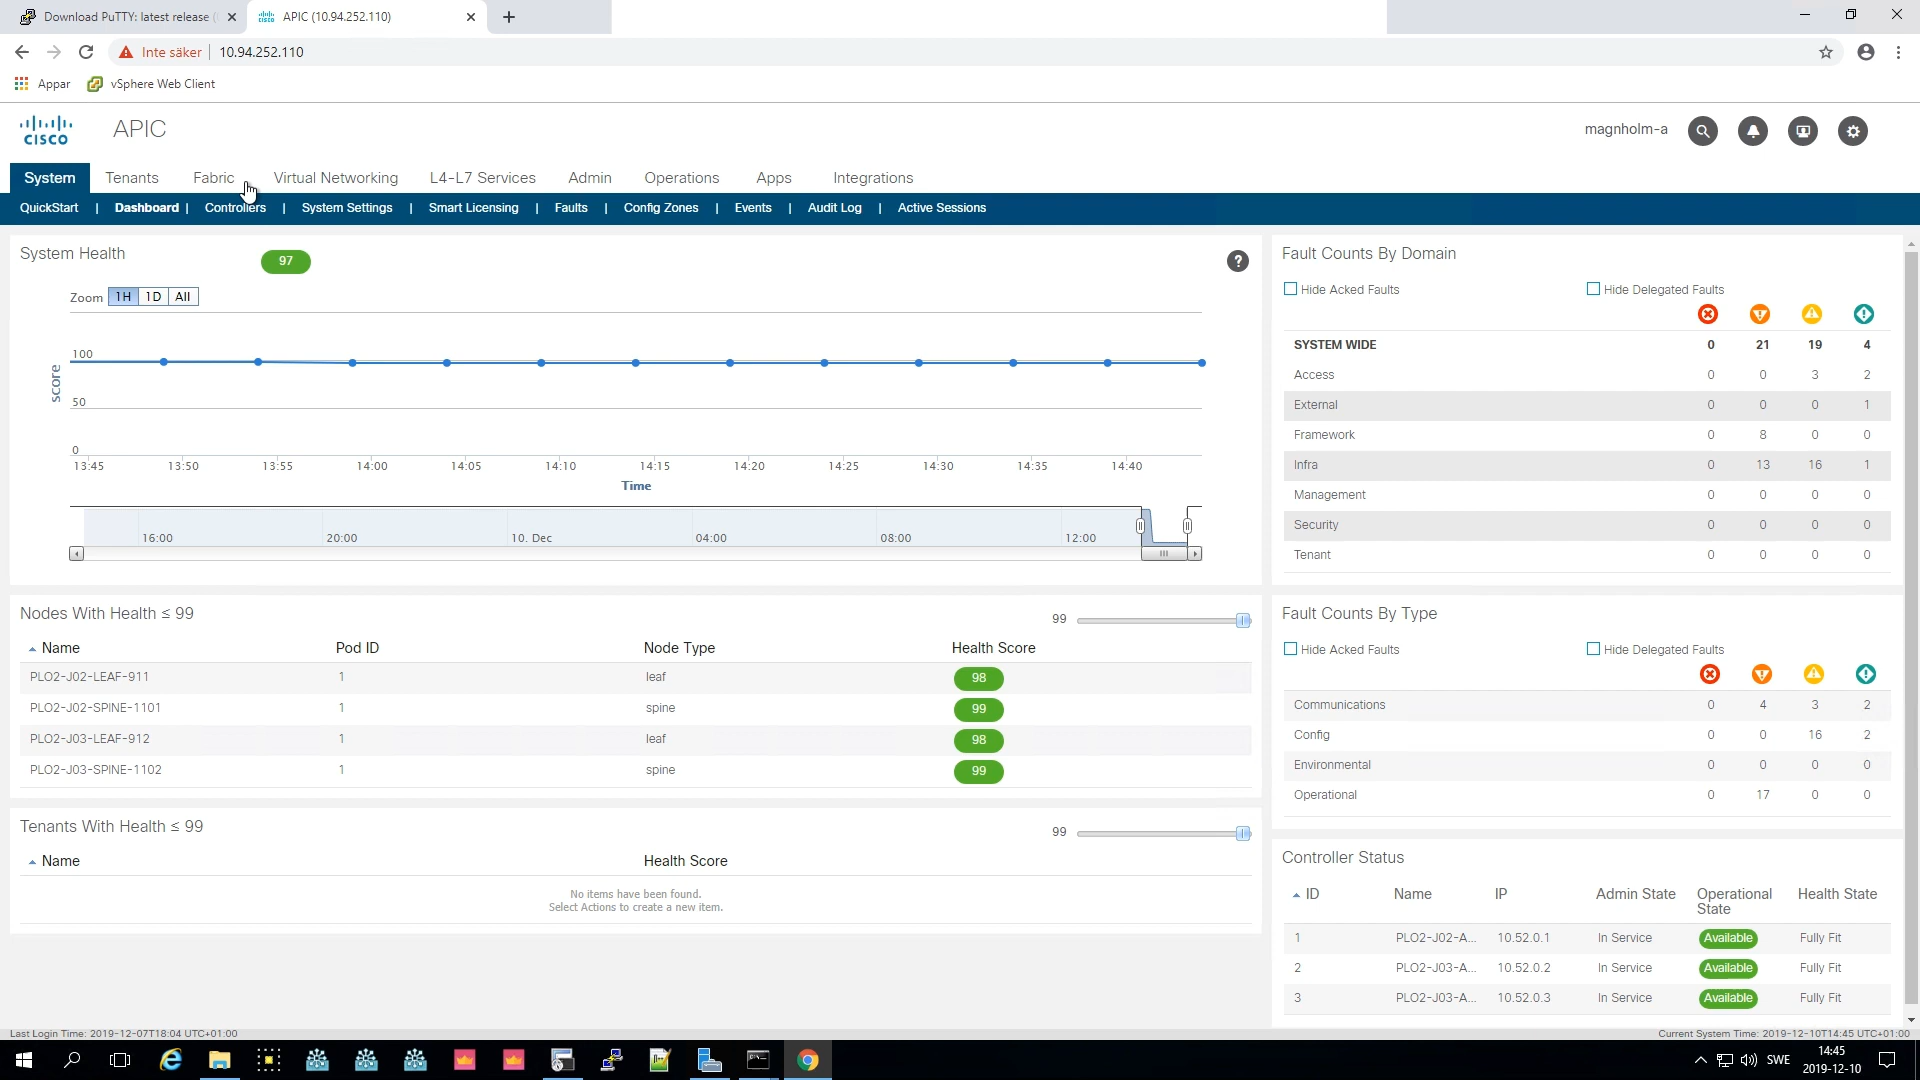 Download PuTTY: latest release (
APIC (10.94.252.110)
Inte säker
10.94.252.110
Appar
vSphere Web Client
CISCO
APIC
magnholm-a
System Tenants Fabric Virtual Networking L4-L7 Services Admin Operations Apps Integrations
QuickStart | Dashboard | Controllers | System Settings | Smart Licensing | Faults | Config Zones | Events | Audit Log | Active Sessions
System Health
97
Zoom 1H 1D All
100
50
0
score
13:45 13:50 13:55 14:00 14:05 14:10 14:15 14:20 14:25 14:30 14:35 14:40
Time
16:00 20:00 10. Dec 04:00 08:00 12:00
Nodes With Health ≤ 99
99
Name Pod ID Node Type Health Score
PLO2-J02-LEAF-911 1 leaf 98
PLO2-J02-SPINE-1101 1 spine 99
PLO2-J03-LEAF-912 1 leaf 98
PLO2-J03-SPINE-1102 1 spine 99
Tenants With Health ≤ 99
99
Name Health Score
No items have been found.
Select Actions to create a new item.
Fault Counts By Domain
Hide Acked Faults Hide Delegated Faults
SYSTEM WIDE 0 21 19 4
Access 0 0 3 2
External 0 0 0 1
Framework 0 8 0 0
Infra 0 13 16 1
Management 0 0 0 0
Security 0 0 0 0
Tenant 0 0 0 0
Fault Counts By Type
Hide Acked Faults Hide Delegated Faults
Communications 0 4 3 2
Config 0 0 16 2
Environmental 0 0 0 0
Operational 0 17 0 0
Controller Status
ID Name IP Admin State Operational State Health State
1 PLO2-J02-A... 10.52.0.1 In Service Available Fully Fit
2 PLO2-J03-A... 10.52.0.2 In Service Available Fully Fit
3 PLO2-J03-A... 10.52.0.3 In Service Available Fully Fit
Last Login Time: 2019-12-07T18:04 UTC+01:00
Current System Time: 2019-12-10T14:45 UTC+01:00
SWE
14:45
2019-12-10